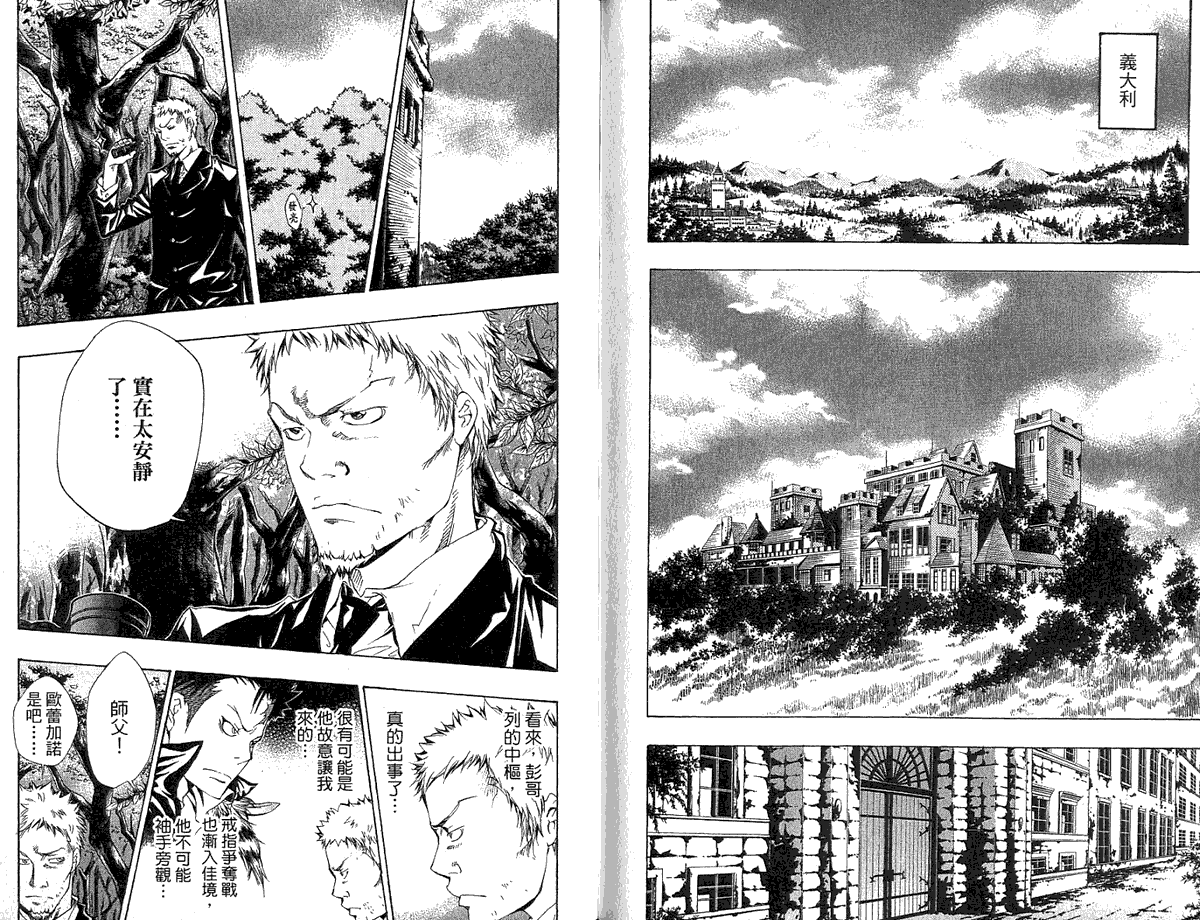 義大利
發亮
實在太安靜
了……
看來，彭哥
列的中樞
真的出事了…
很有可能是
他故意讓我
來的…
戒指爭奪戰
也漸入佳境，
他不可能
袖手旁觀…
師父！
歐蕾加諾
是吧……